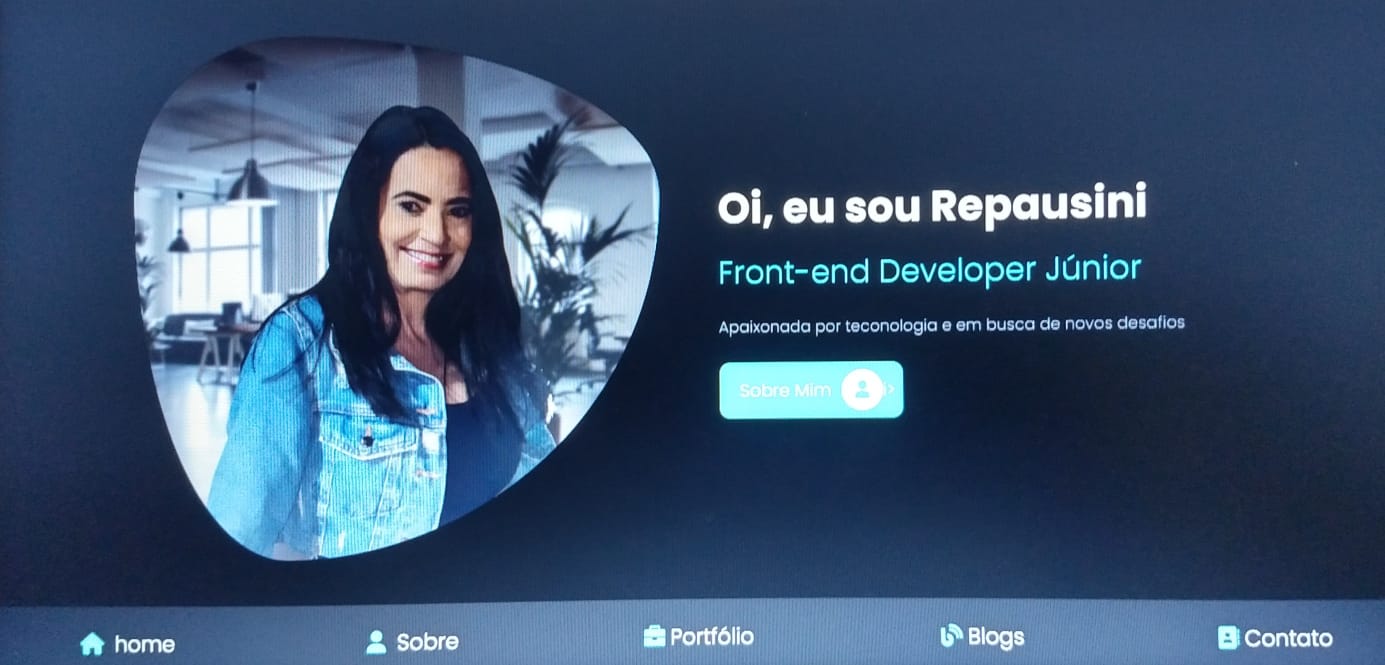 Oi, eu sou Repausini
Front-end Developer Júnior
Apaixonada por teconologia e em busca de novos desafios
Sobre Mim
home
Sobre
Portfólio
Blogs
Contato